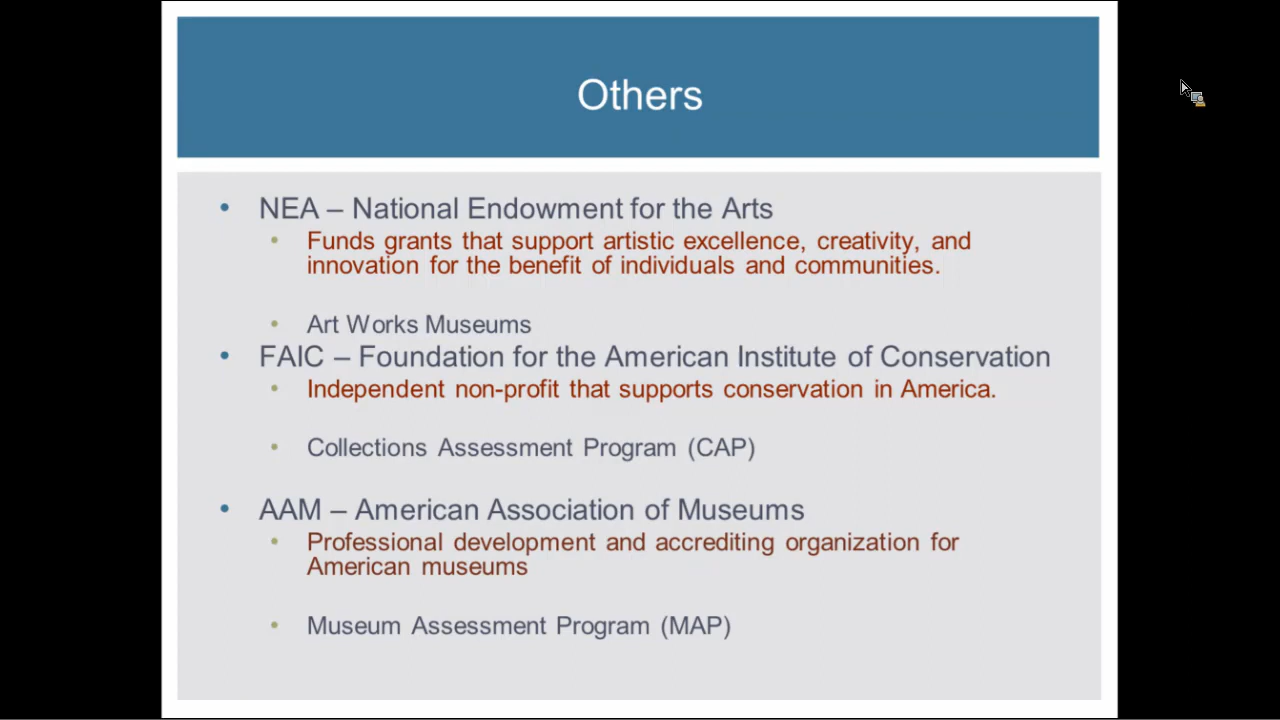 Others
• NEA – National Endowment for the Arts
• Funds grants that support artistic excellence, creativity, and
innovation for the benefit of individuals and communities.
• Art Works Museums
• FAIC – Foundation for the American Institute of Conservation
• Independent non-profit that supports conservation in America.
• Collections Assessment Program (CAP)
• AAM – American Association of Museums
• Professional development and accrediting organization for
American museums
• Museum Assessment Program (MAP)